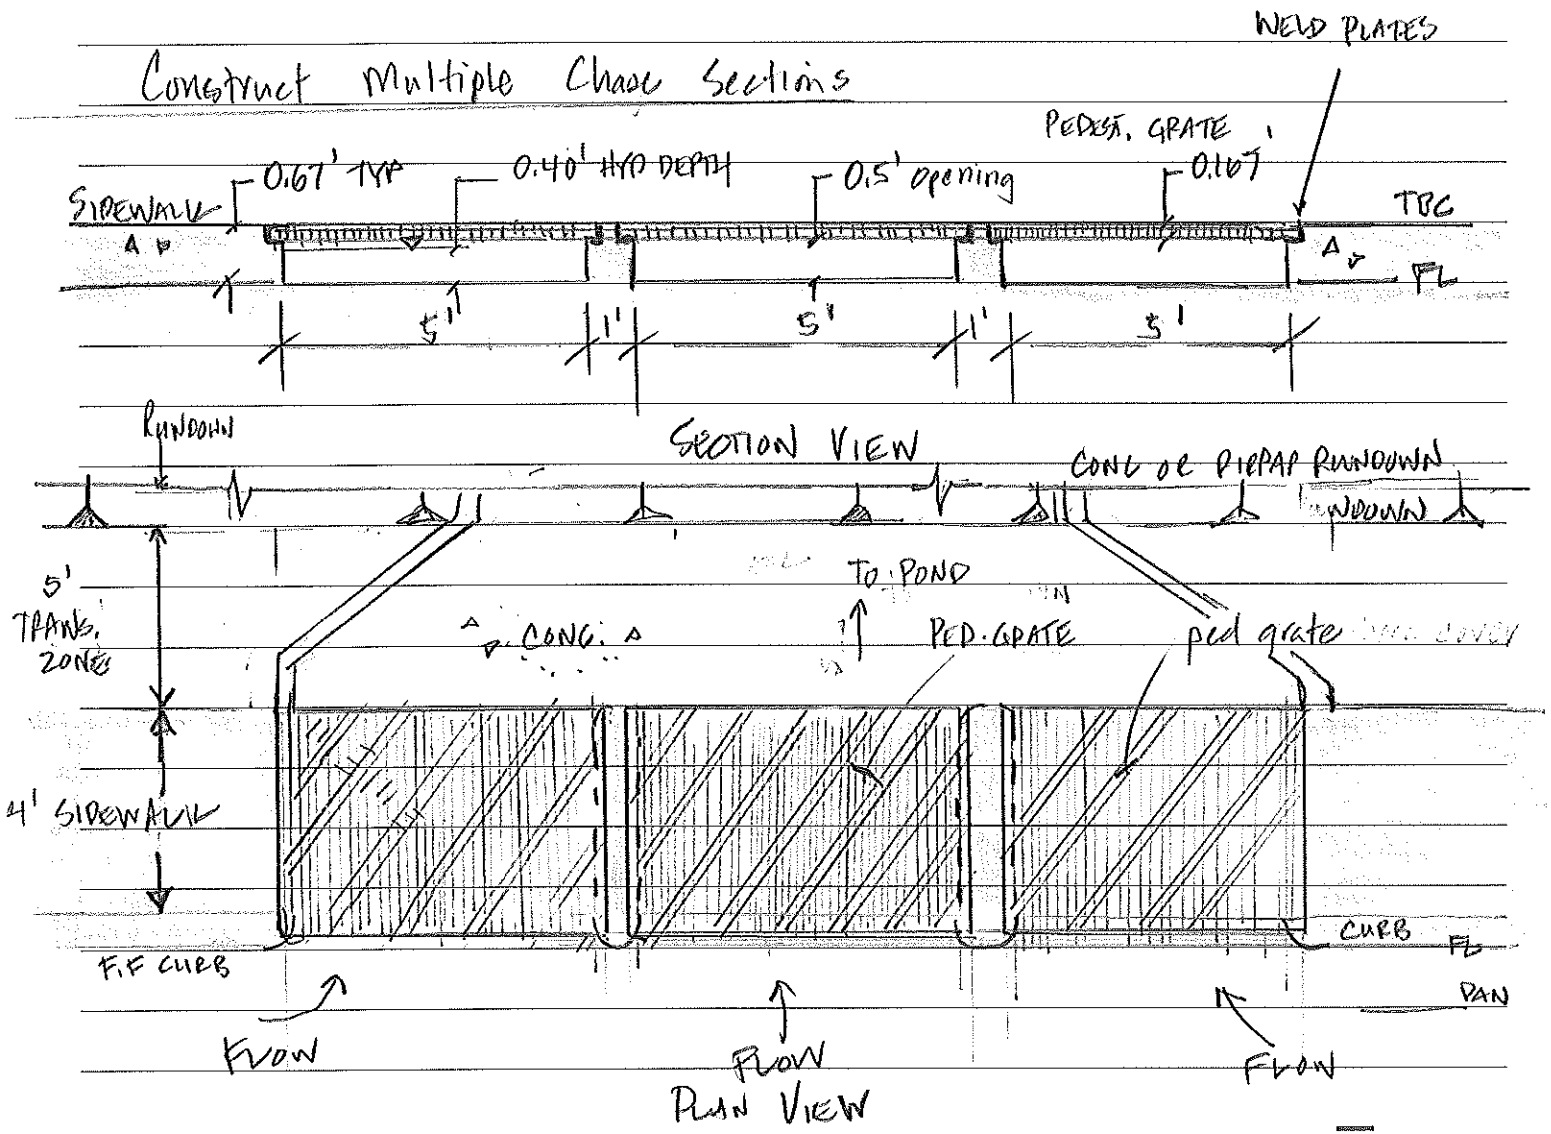 WELD PLATES
Construct Multiple Chase Sections
PEDEST. GRATE
0.67' TYP
0.40' HYD DEPTH
0.5' Opening
0.167'
SIDEWALK
TBC
FL
5'
1'
5'
1'
5'
RUNDOWN
SECTION VIEW
CONC OR RIPRAP RUNDOWN
NDOWN
5'
TRANS.
ZONE
TO POND
CONC.
PED. GRATE
ped grate
cover
4' SIDEWALK
F.F CURB
CURB
FL
PAN
FLOW
FLOW
FLOW
PLAN VIEW